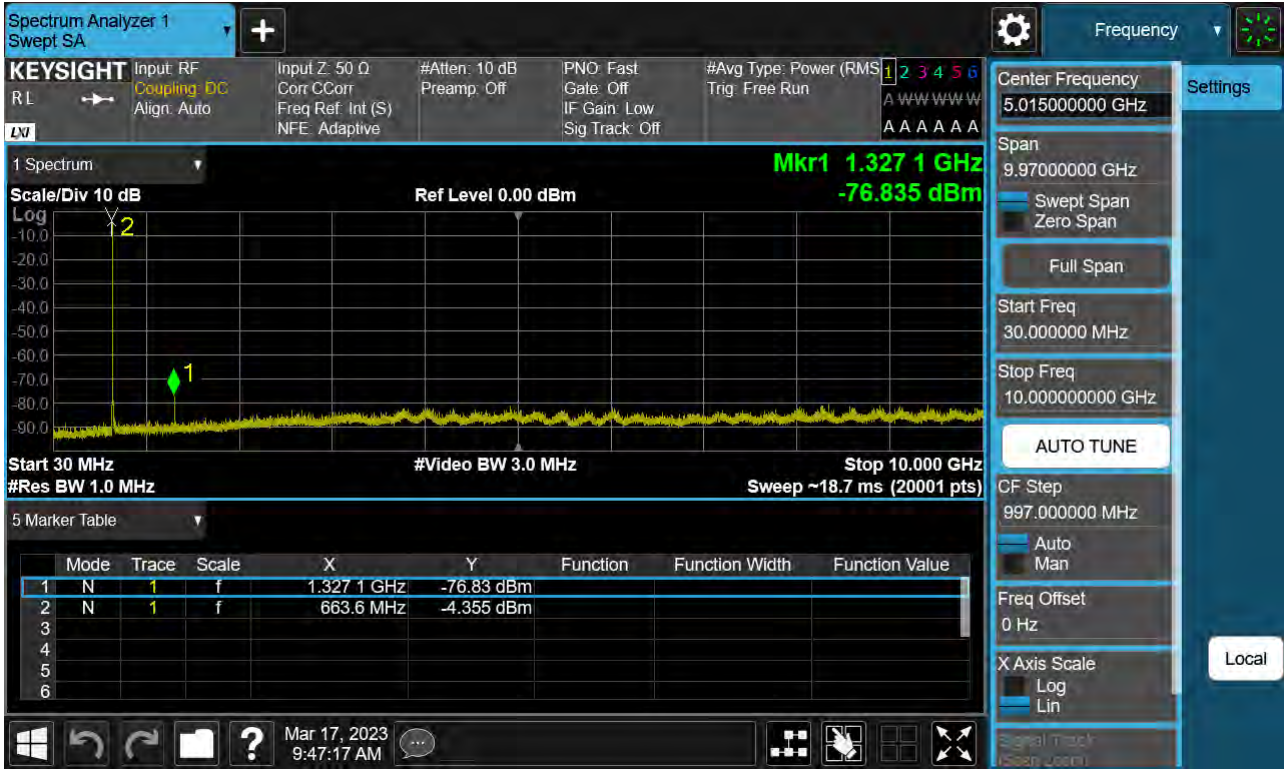 Spectrum Analyzer 1
Swept SA
Frequency
KEYSIGHT
R L
LXI
Input: RF
Coupling: DC
Align: Auto
Input Z: 50 Ω
Corr CCorr
Freq Ref: Int (S)
NFE: Adaptive
#Atten: 10 dB
Preamp: Off
PNO: Fast
Gate: Off
IF Gain: Low
Sig Track: Off
#Avg Type: Power (RMS
Trig: Free Run
1 2 3 4 5 6
A W W W W W
A A A A A A
1 Spectrum
Scale/Div 10 dB
Ref Level 0.00 dBm
Mkr1 1.327 1 GHz
-76.835 dBm
Log
-10.0
-20.0
-30.0
-40.0
-50.0
-60.0
-70.0
-80.0
-90.0
2
1
Start 30 MHz
#Video BW 3.0 MHz
Stop 10.000 GHz
#Res BW 1.0 MHz
Sweep ~18.7 ms (20001 pts)
5 Marker Table
Mode Trace Scale X Y Function Function Width Function Value
1 N 1 f 1.327 1 GHz -76.83 dBm
2 N 1 f 663.6 MHz -4.355 dBm
3
4
5
6
Mar 17, 2023
9:47:17 AM
Center Frequency
5.015000000 GHz
Settings
Span
9.97000000 GHz
Swept Span
Zero Span
Full Span
Start Freq
30.000000 MHz
Stop Freq
10.000000000 GHz
AUTO TUNE
CF Step
997.000000 MHz
Auto
Man
Freq Offset
0 Hz
X Axis Scale
Log
Lin
Local
Signal Track
(Span Zoom)